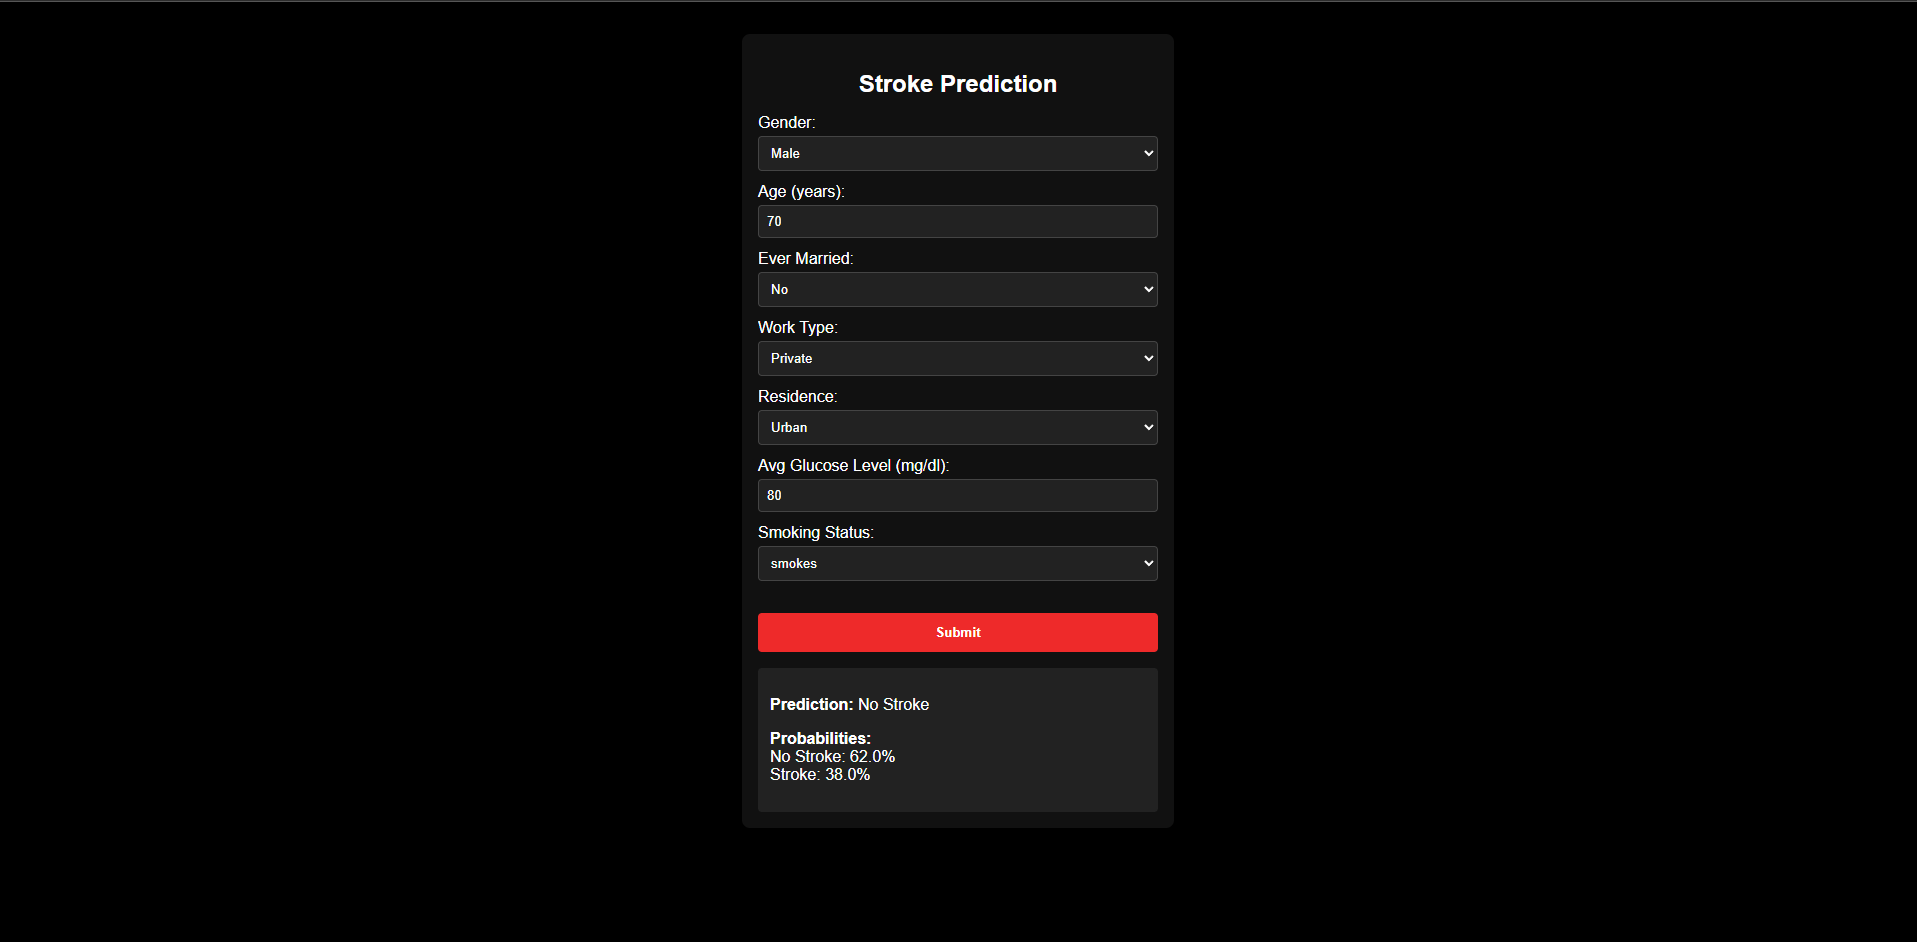 Stroke Prediction
Gender:
Male
Age (years):
70
Ever Married:
No
Work Type:
Private
Residence:
Urban
Avg Glucose Level (mg/dl):
80
Smoking Status:
smokes
Submit
Prediction: No Stroke
Probabilities:
No Stroke: 62.0%
Stroke: 38.0%